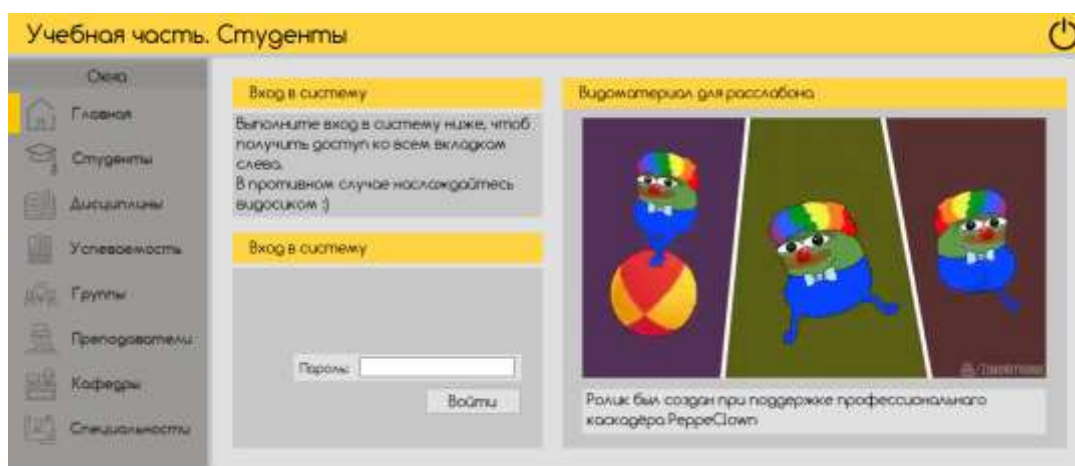 Учебная часть. Студенты
Окна
Главная
Студенты
Дисциплины
Успеваемость
Группы
Преподователи
Кафедры
Специальности
Вход в систему
Выполните вход в систему ниже, чтоб
получить доступ ко всем вкладкам
слева.
В противном случае наслаждайтесь
видосиком :)
Вход в систему
Пароль:
Войти
Видоматериал для расслабона
Ролик был создан при поддержке профессионального
каскадёра PeppeClown